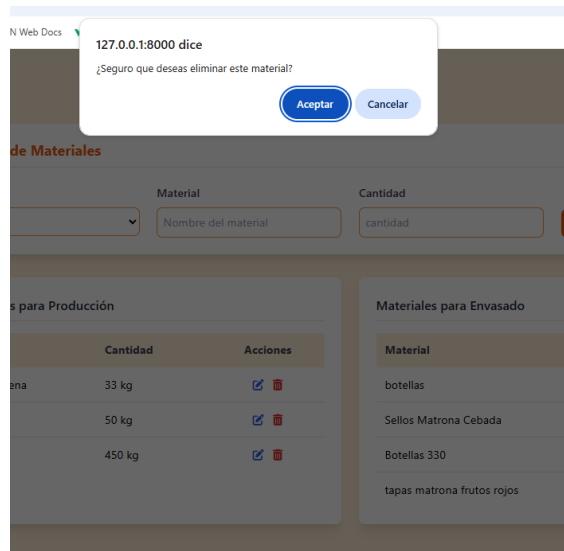 N Web Docs
127.0.0.1:8000 dice
¿Seguro que deseas eliminar este material?
Aceptar Cancelar
de Materiales
Material Cantidad
Nombre del material cantidad
s para Producción Materiales para Envasado
Cantidad Acciones Material
ena 33 kg botellas
50 kg Sellos Matrona Cebada
450 kg Botellas 330
tapas matrona frutos rojos